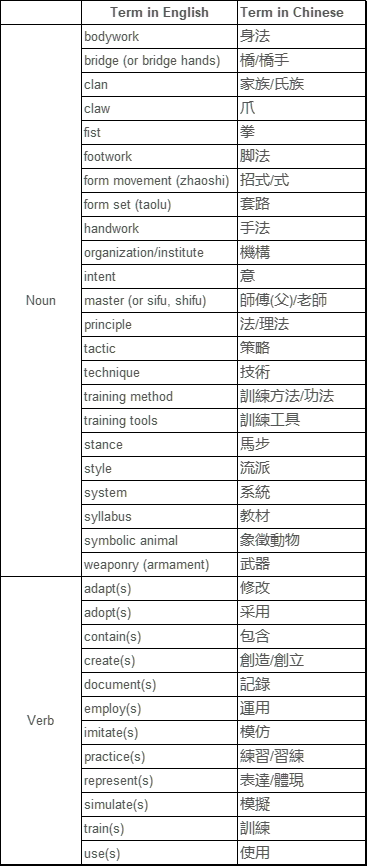 Term in English Term in Chinese
Noun
bodywork 身法
bridge (or bridge hands) 橋/橋手
clan 家族/氏族
claw 爪
fist 拳
footwork 脚法
form movement (zhaoshi) 招式/式
form set (taolu) 套路
handwork 手法
organization/institute 機構
intent 意
master (or sifu, shifu) 師傅(父)/老師
principle 法/理法
tactic 策略
technique 技術
training method 訓練方法/功法
training tools 訓練工具
stance 馬步
style 流派
system 系統
syllabus 教材
symbolic animal 象徵動物
weaponry (armament) 武器
Verb
adapt(s) 修改
adopt(s) 采用
contain(s) 包含
create(s) 創造/創立
document(s) 記錄
employ(s) 運用
imitate(s) 模仿
practice(s) 練習/習練
represent(s) 表達/體現
simulate(s) 模擬
train(s) 訓練
use(s) 使用